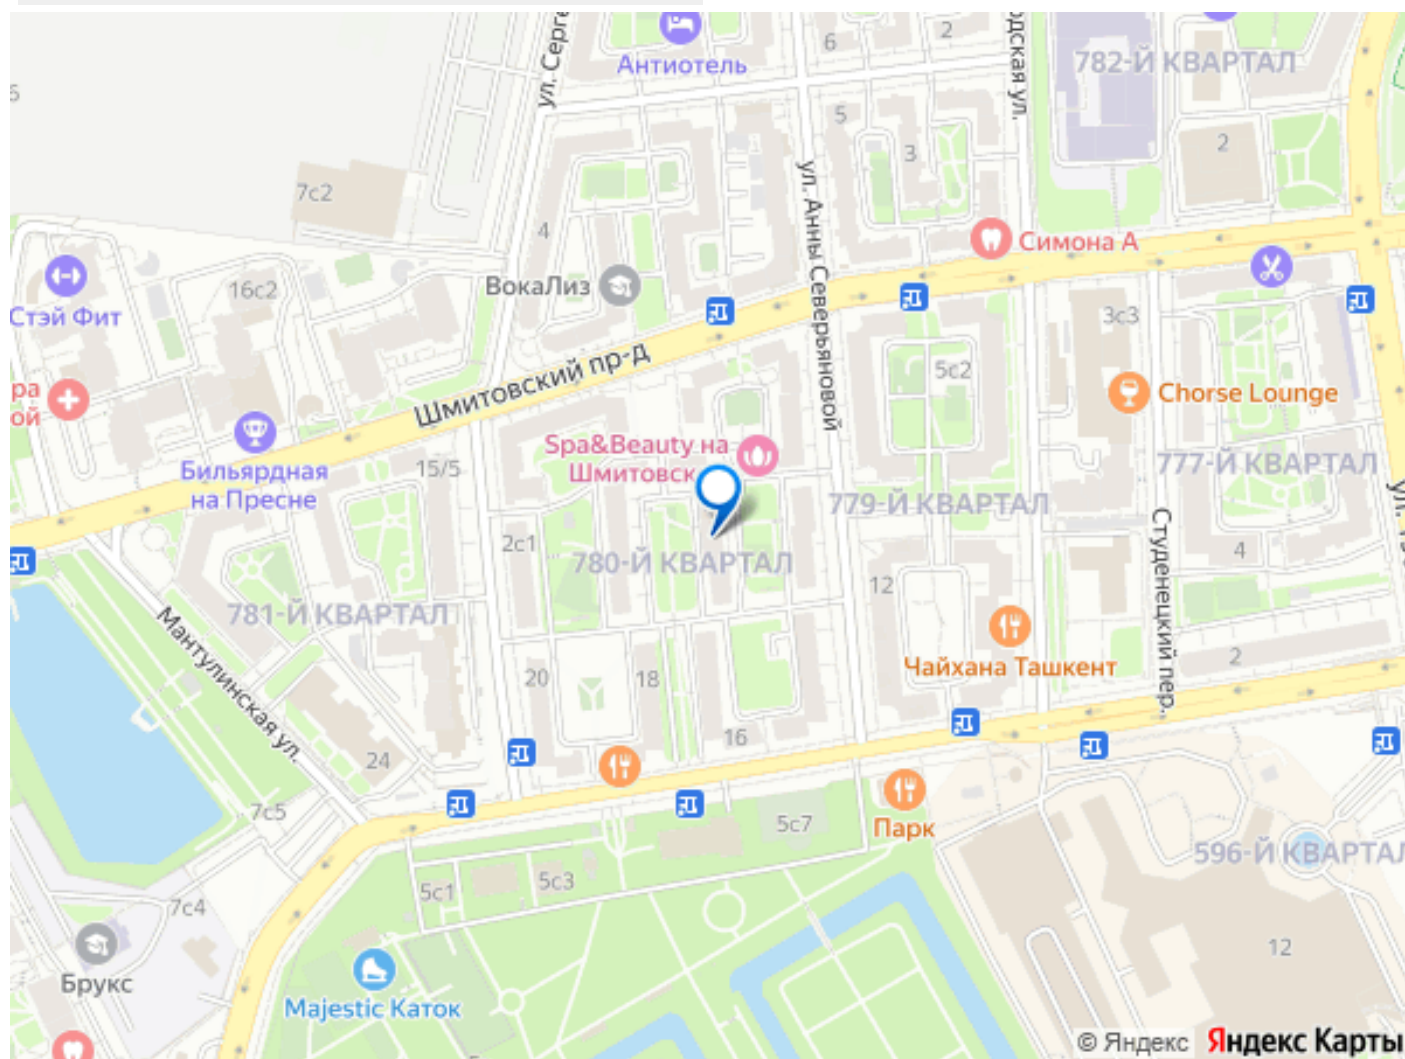 ул. Серге
Антиотель
6
2
одская ул.
782-Й КВАРТАЛ
5
3
2
7с2
4
ул. Анны Северьяновой
Симона А
ВокаЛиз
16с2
Стэй Фит
3с3
Шмитовский пр-д
5с2
ра
ой
Chorse Lounge
Бильярдная
на Пресне
15/5
Spa&Beauty на
Шмитовск
777-Й КВАРТАЛ
779-Й КВАРТАЛ
2с1
780-Й КВАРТАЛ
Студенецкий пер.
4
12
781-Й КВАРТАЛ
Мантулинская ул.
Чайхана Ташкент
2
20
18
16
24
7с5
5с7
Парк
596-Й КВАРТАЛ
5с1
5с3
7с4
12
Брукс
Majestic Каток
© Яндекс Яндекс Карты